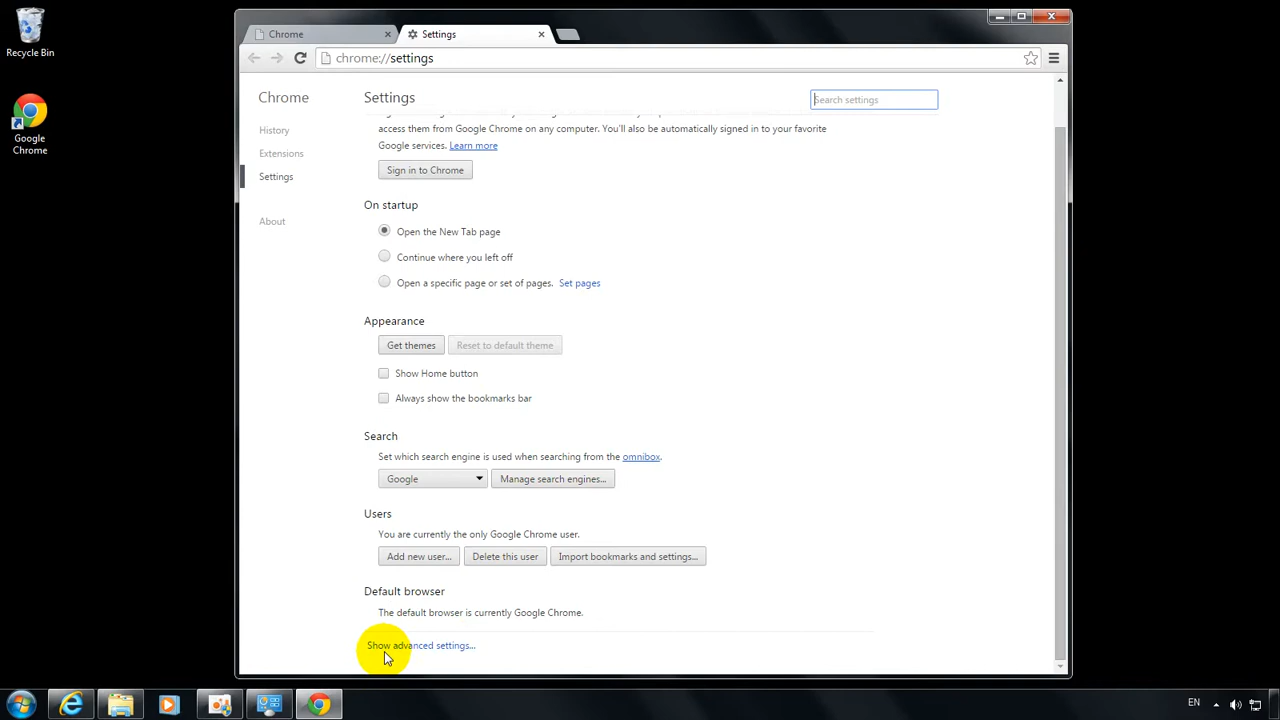 Recycle Bin
Google
Chrome
Chrome
Settings
chrome://settings
Chrome
History
Extensions
Settings
About
Settings
Search settings
access them from Google Chrome on any computer. You'll also be automatically signed in to your favorite
Google services. Learn more
Sign in to Chrome
On startup
Open the New Tab page
Continue where you left off
Open a specific page or set of pages. Set pages
Appearance
Get themes Reset to default theme
Show Home button
Always show the bookmarks bar
Search
Set which search engine is used when searching from the omnibox.
Google Manage search engines...
Users
You are currently the only Google Chrome user.
Add new user... Delete this user Import bookmarks and settings...
Default browser
The default browser is currently Google Chrome.
Show advanced settings...
EN